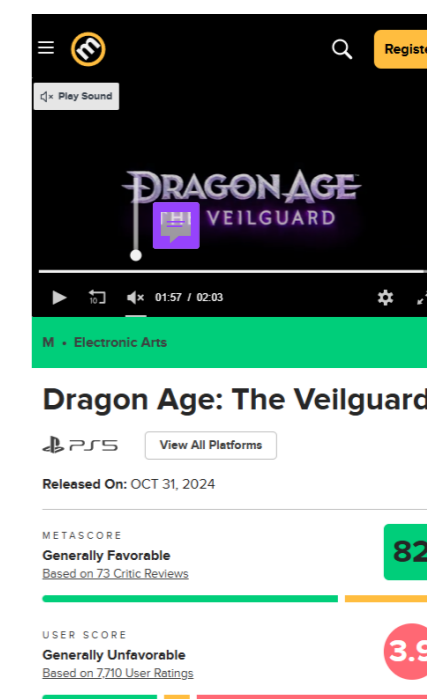 m
Registe
Play Sound
DRAGON AGE
THE VEILGUARD
10
01:57 / 02:03
M • Electronic Arts
Dragon Age: The Veilguard
PS5
View All Platforms
Released On: OCT 31, 2024
METASCORE
82
Generally Favorable
Based on 73 Critic Reviews
USER SCORE
3.9
Generally Unfavorable
Based on 7,710 User Ratings